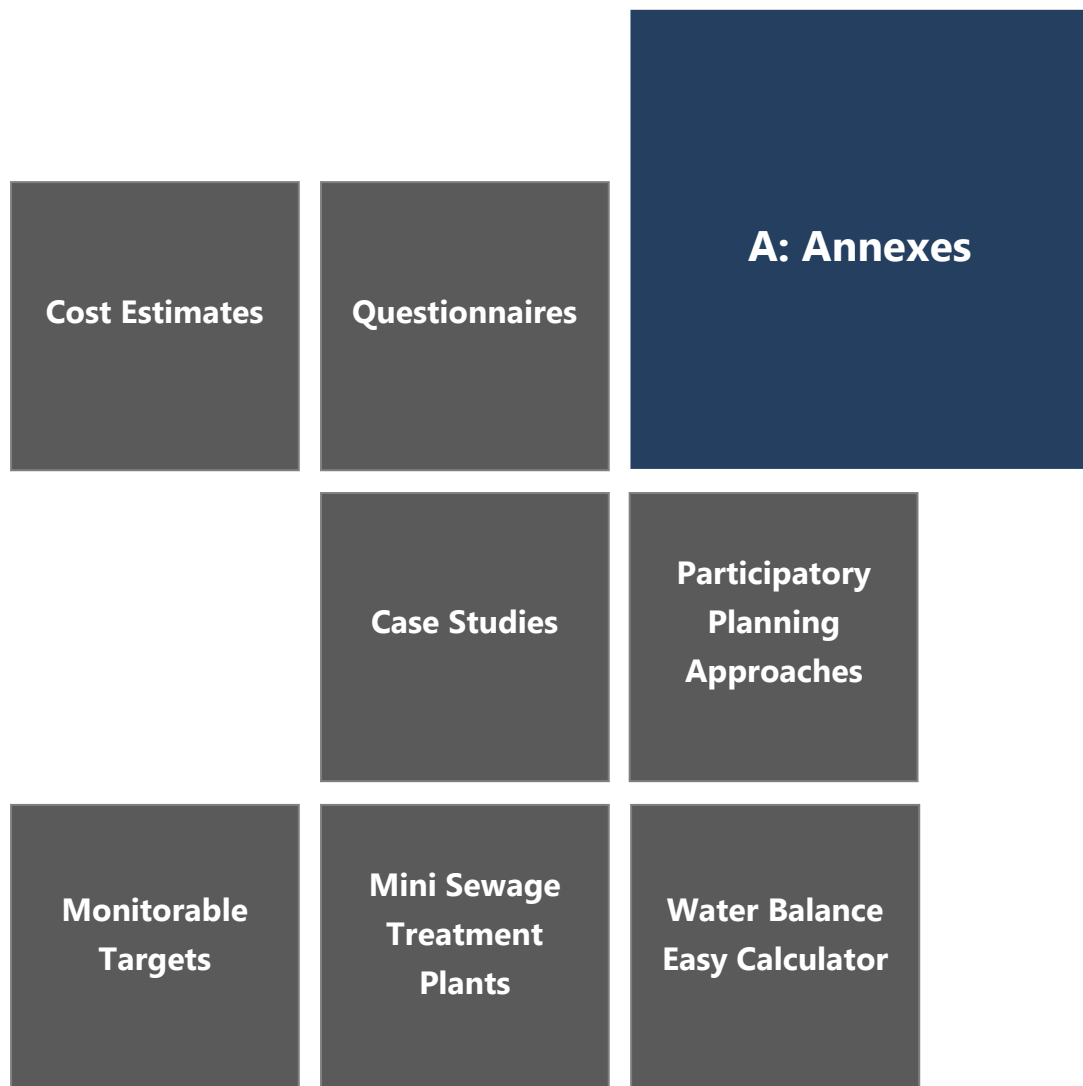 A: Annexes
Cost Estimates
Questionnaires
Case Studies
Participatory
Planning
Approaches
Monitorable
Targets
Mini Sewage
Treatment
Plants
Water Balance
Easy Calculator